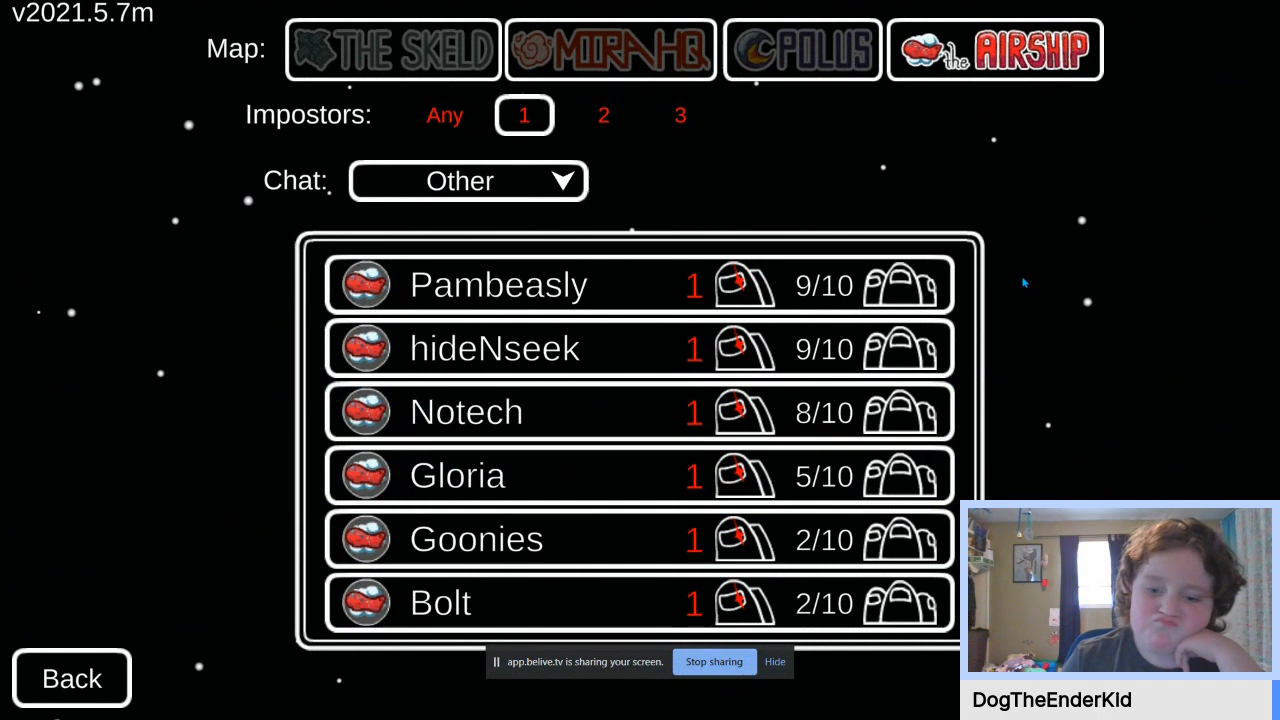 v2021.5.7m
Map: THE SKELD MIRA HQ POLUS the AIRSHIP
Impostors: Any 1 2 3
Chat: Other
Pambeasly 1 9/10
hideNseek 1 9/10
Notech 1 8/10
Gloria 1 5/10
Goonies 1 2/10
Bolt 1 2/10
app.belive.tv is sharing your screen. Stop sharing Hide
Back
DogTheEnderKid